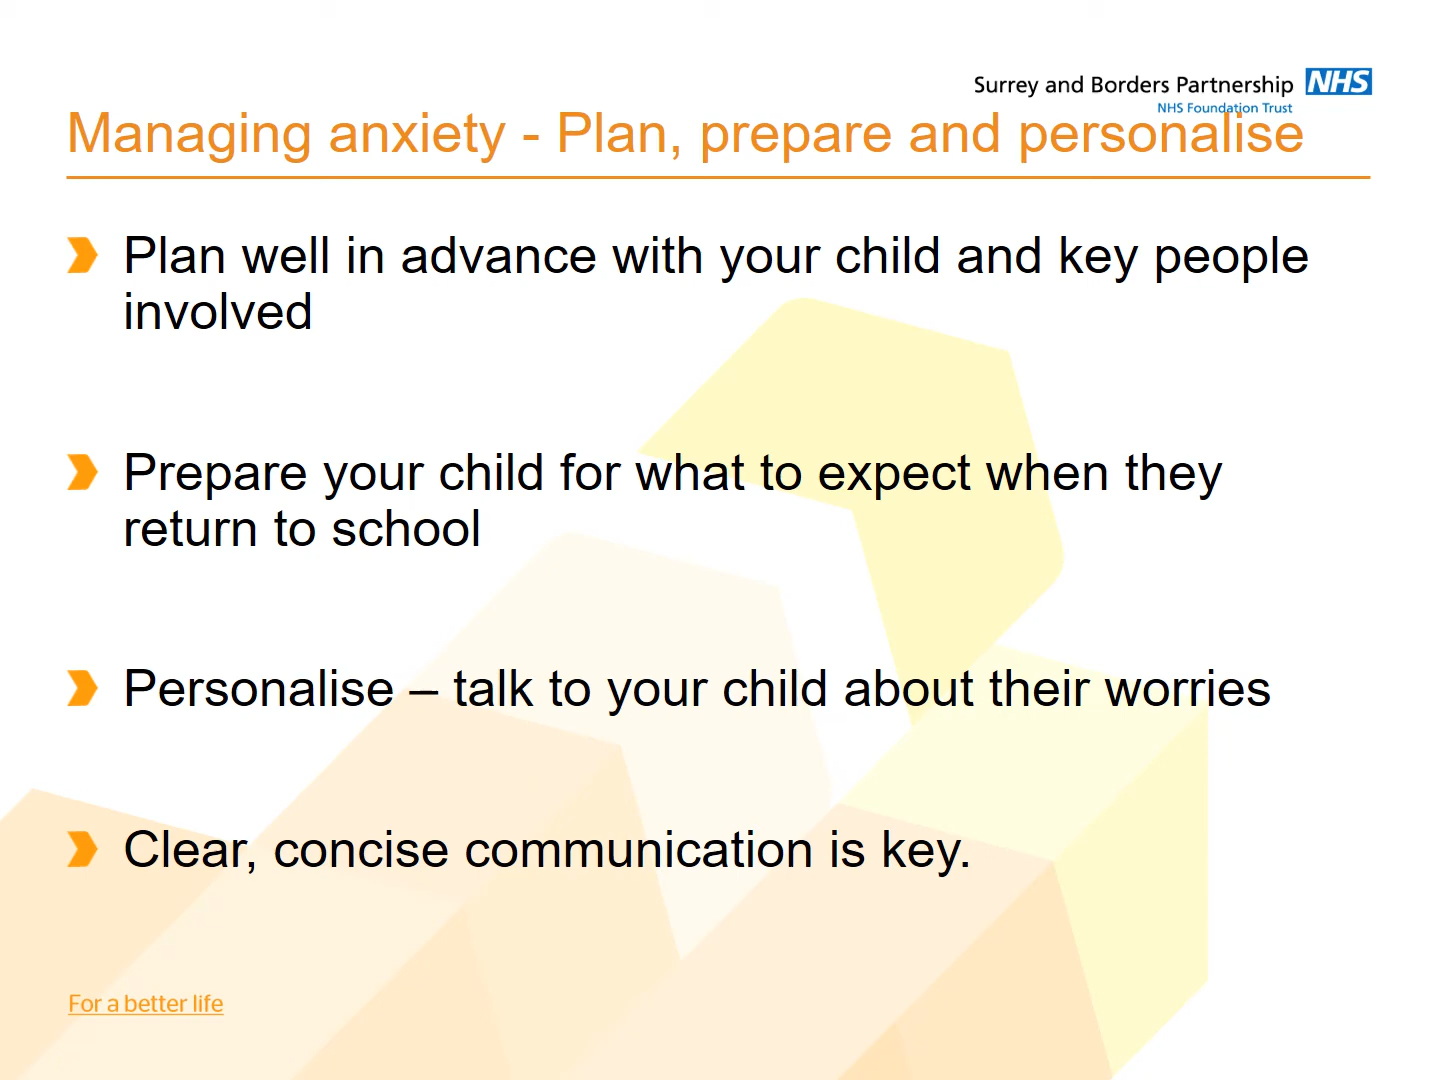 Surrey and Borders Partnership NHS
NHS Foundation Trust
Managing anxiety - Plan, prepare and personalise
Plan well in advance with your child and key people
involved
Prepare your child for what to expect when they
return to school
Personalise – talk to your child about their worries
Clear, concise communication is key.
For a better life